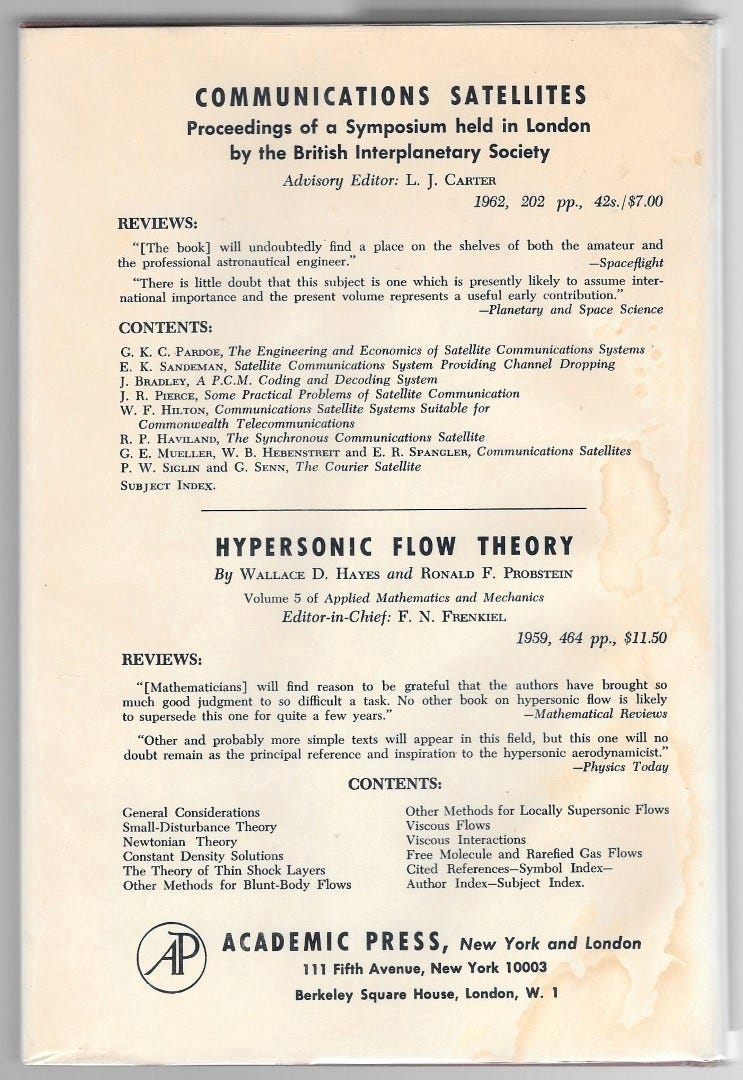 COMMUNICATIONS SATELLITES
Proceedings of a Symposium held in London
by the British Interplanetary Society
Advisory Editor: L. J. CARTER
1962, 202 pp., 42s./$7.00
REVIEWS:
"[The book] will undoubtedly find a place on the shelves of both the amateur and
the professional astronautical engineer." —Spaceflight
"There is little doubt that this subject is one which is presently likely to assume inter-
national importance and the present volume represents a useful early contribution."
—Planetary and Space Science
CONTENTS:
G. K. C. PARDOE, The Engineering and Economics of Satellite Communications Systems
E. K. SANDEMAN, Satellite Communications System Providing Channel Dropping
J. BRADLEY, A P.C.M. Coding and Decoding System
J. R. PIERCE, Some Practical Problems of Satellite Communication
W. F. HILTON, Communications Satellite Systems Suitable for
Commonwealth Telecommunications
R. P. HAVILAND, The Synchronous Communications Satellite
G. E. MUELLER, W. B. HEBENSTREIT and E. R. SPANGLER, Communications Satellites
P. W. SIGLIN and G. SENN, The Courier Satellite
SUBJECT INDEX.
HYPERSONIC FLOW THEORY
By WALLACE D. HAYES and RONALD F. PROBSTEIN
Volume 5 of Applied Mathematics and Mechanics
Editor-in-Chief: F. N. FRENKIEL
1959, 464 pp., $11.50
REVIEWS:
"[Mathematicians] will find reason to be grateful that the authors have brought so
much good judgment to so difficult a task. No other book on hypersonic flow is likely
to supersede this one for quite a few years." —Mathematical Reviews
"Other and probably more simple texts will appear in this field, but this one will no
doubt remain as the principal reference and inspiration to the hypersonic aerodynamicist."
—Physics Today
CONTENTS:
General Considerations
Small-Disturbance Theory
Newtonian Theory
Constant Density Solutions
The Theory of Thin Shock Layers
Other Methods for Blunt-Body Flows
Other Methods for Locally Supersonic Flows
Viscous Flows
Viscous Interactions
Free Molecule and Rarefied Gas Flows
Cited References—Symbol Index—
Author Index—Subject Index.
AP
ACADEMIC PRESS, New York and London
111 Fifth Avenue, New York 10003
Berkeley Square House, London, W. 1